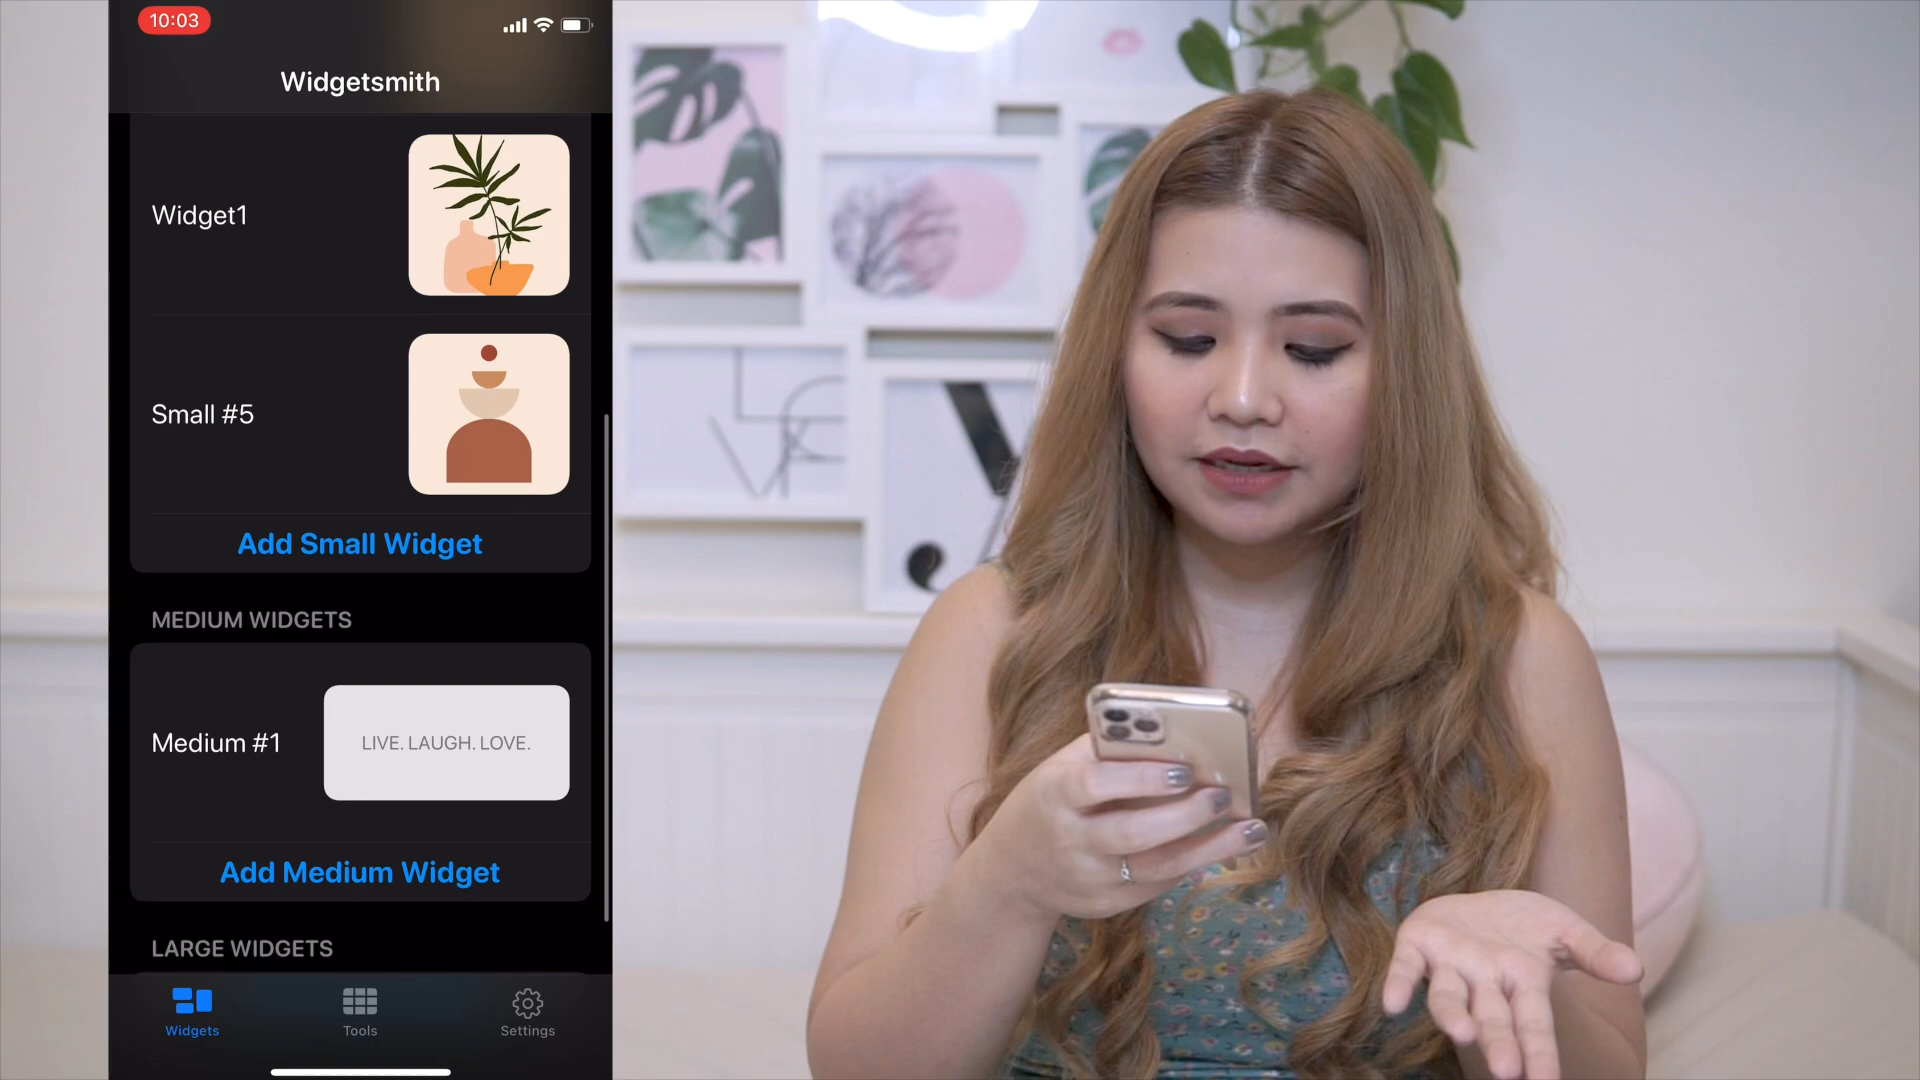 10:03
Widgetsmith
Widget1
Small #5
Add Small Widget
MEDIUM WIDGETS
Medium #1
LIVE. LAUGH. LOVE.
Add Medium Widget
LARGE WIDGETS
Widgets
Tools
Settings